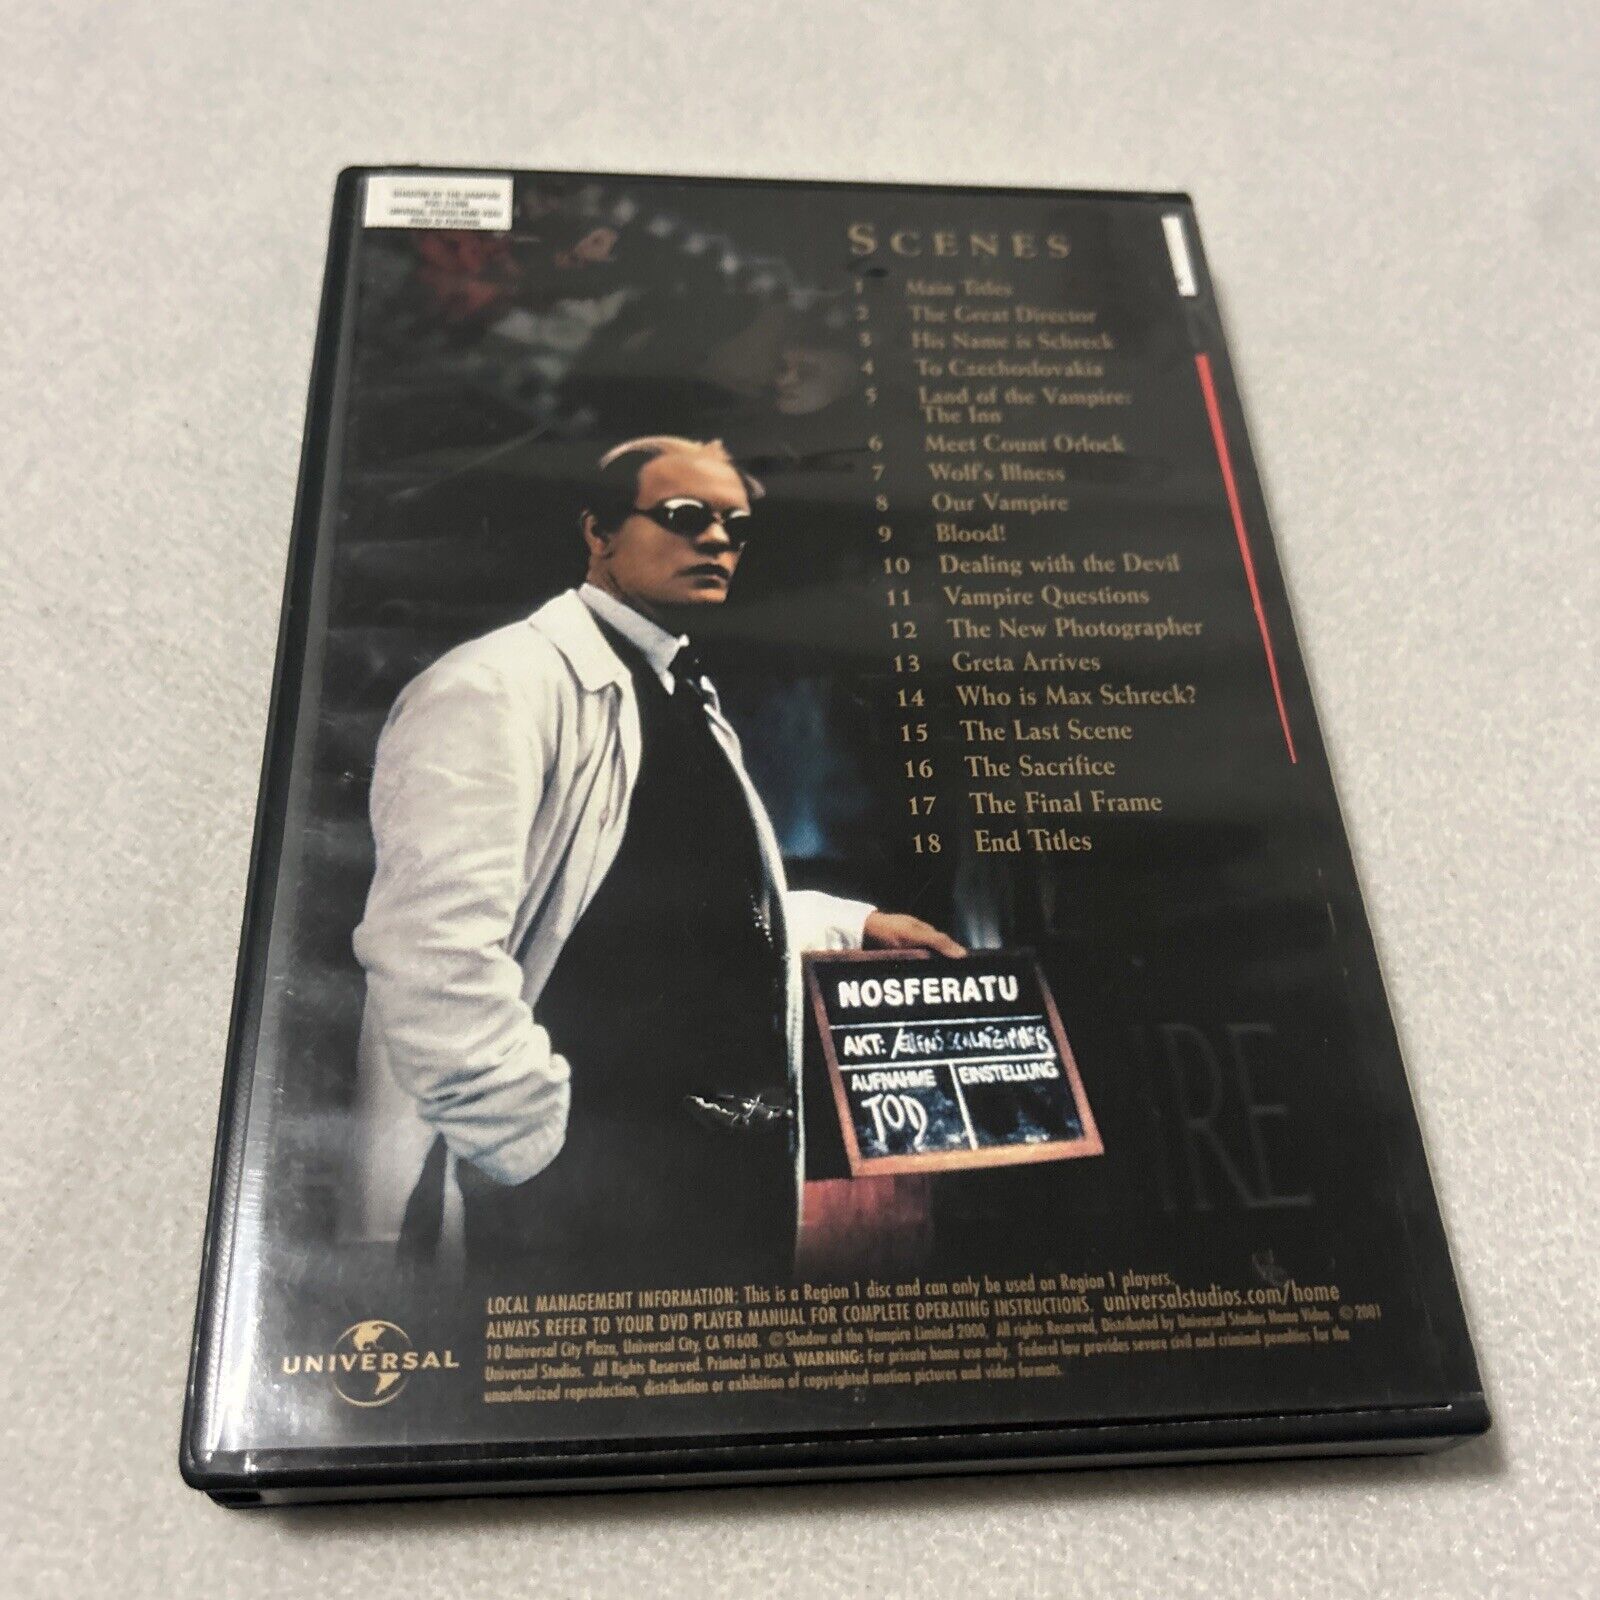 SCENES
1 Main Titles
2 The Great Director
3 His Name is Schreck
4 To Czechoslovakia
5 Land of the Vampire:
The Inn
6 Meet Count Orlock
7 Wolf's Illness
8 Our Vampire
9 Blood!
10 Dealing with the Devil
11 Vampire Questions
12 The New Photographer
13 Greta Arrives
14 Who is Max Schreck?
15 The Last Scene
16 The Sacrifice
17 The Final Frame
18 End Titles
NOSFERATU
AKT:
AUFNAHME EINSTELLUNG
TOD
RE
LOCAL MANAGEMENT INFORMATION: This is a Region 1 disc and can only be used on Region 1 players.
ALWAYS REFER TO YOUR DVD PLAYER MANUAL FOR COMPLETE OPERATING INSTRUCTIONS. universalstudios.com/home
10 Universal City Plaza, Universal City, CA 91608. © Shadow of the Vampire Limited 2000, All rights Reserved, Distributed by Universal Studios Home Video, © 2001
Universal Studios. All Rights Reserved. Printed in USA. WARNING: For private home use only. Federal law provides severe civil and criminal penalties for the
unauthorized reproduction, distribution or exhibition of copyrighted motion pictures and video formats.
UNIVERSAL